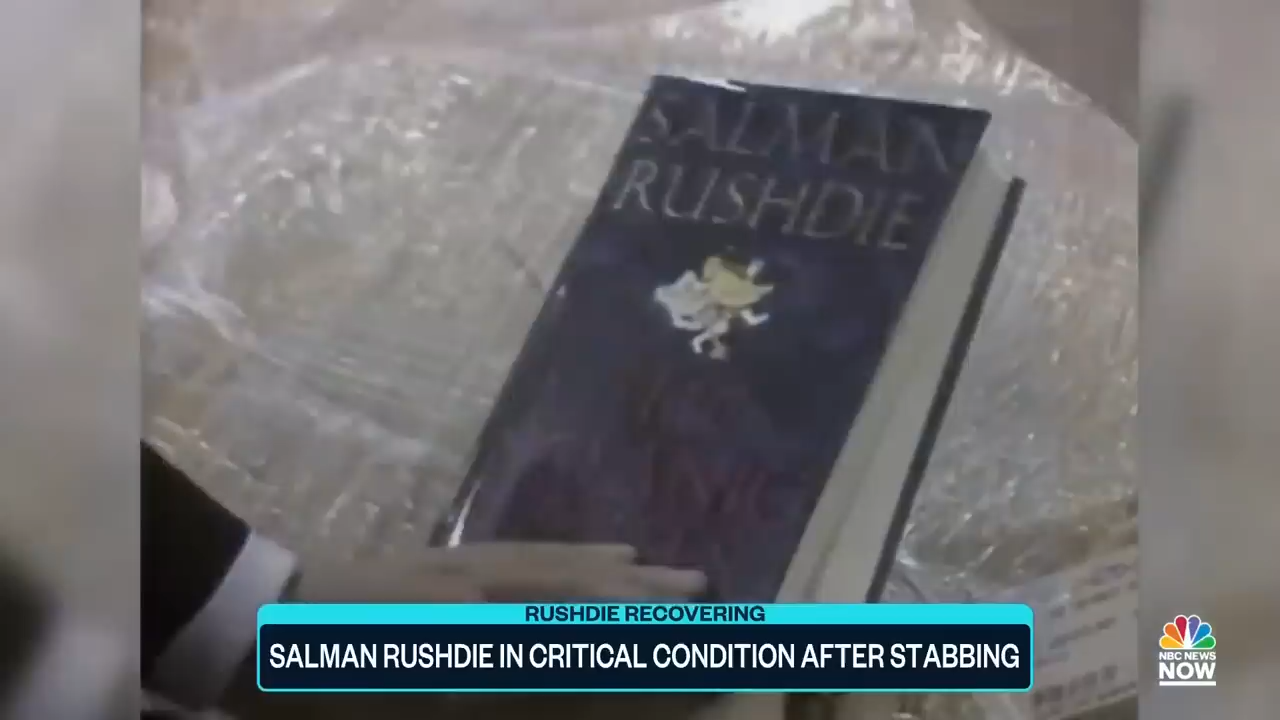 SALMAN
RUSHDIE
RUSHDIE RECOVERING
SALMAN RUSHDIE IN CRITICAL CONDITION AFTER STABBING
NBC NEWS
NOW